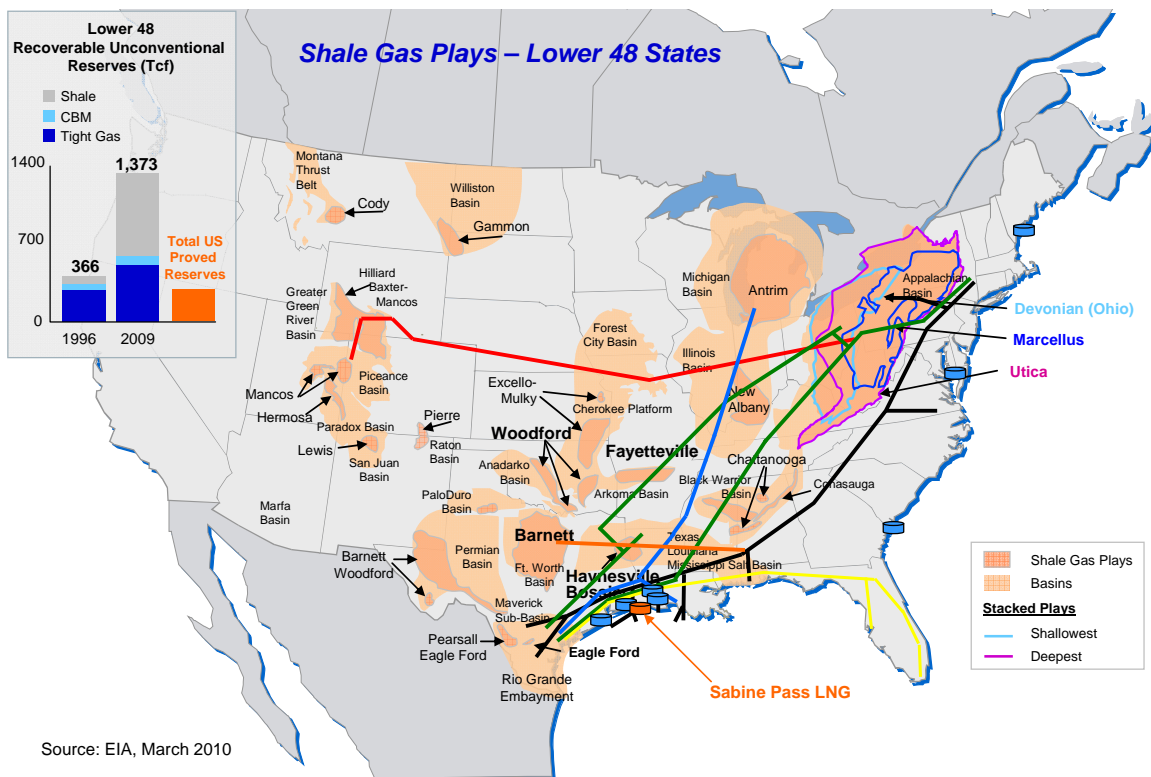 Lower 48
Recoverable Unconventional
Reserves (Tcf)
Shale
CBM
Tight Gas
1400
700
0
366
1,373
Total US
Proved
Reserves
1996
2009
Shale Gas Plays – Lower 48 States
Montana
Thrust
Belt
Cody
Williston
Basin
Gammon
Hilliard
Baxter-
Mancos
Greater
Green
River
Basin
Michigan
Basin
Antrim
Appalachian
Basin
Devonian (Ohio)
Marcellus
Utica
Forest
City Basin
Illinois
Basin
Mancos
Piceance
Basin
Hermosa
Paradox Basin
Lewis
San Juan
Basin
Excello-
Mulky
Cherokee Platform
New
Albany
Pierre
Raton
Basin
Woodford
Anadarko
Basin
Fayetteville
Arkoma Basin
Chattanooga
Black Warrior
Basin
Conasauga
Marfa
Basin
PaloDuro
Basin
Barnett
Woodford
Permian
Basin
Barnett
Ft. Worth
Basin
Texas
Louisiana
Mississippi Salt Basin
Haynesville
Bossier
Maverick
Sub-Basin
Pearsall
Eagle Ford
Eagle Ford
Rio Grande
Embayment
Sabine Pass LNG
Shale Gas Plays
Basins
Stacked Plays
Shallowest
Deepest
Source: EIA, March 2010